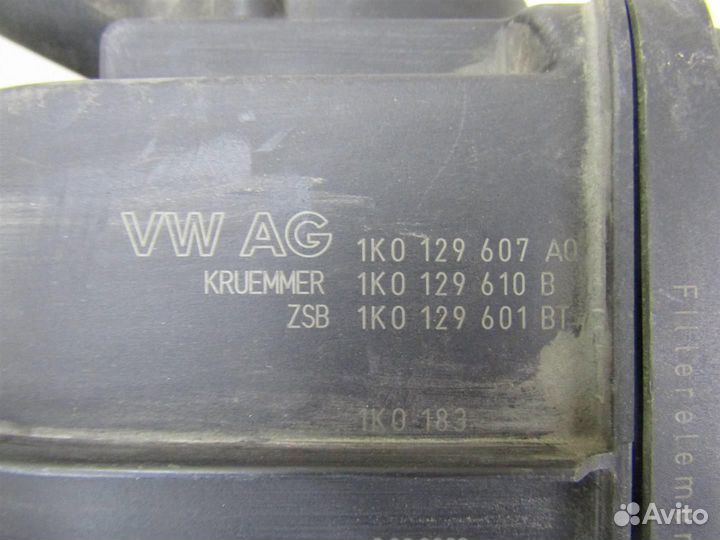 VW AG 1K0 129 607 AQ
KRUEMMER 1K0 129 610 B
ZSB 1K0 129 601 BT
1K0 183
Filterelem
Avito